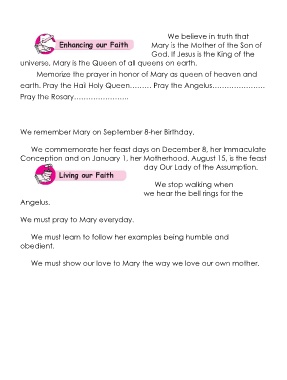 We believe in truth that
Enhancing our Faith
Mary is the Mother of the Son of
God. If Jesus is the King of the
universe, Mary is the Queen of all queens on earth.
Memorize the prayer in honor of Mary as queen of heaven and
earth. Pray the Hail Holy Queen……… Pray the Angelus…………………
Pray the Rosary…………………..
We remember Mary on September 8-her Birthday.
We commemorate her feast days on December 8, her Immaculate
Conception and on January 1, her Motherhood. August 15, is the feast
day Our Lady of the Assumption.
Living our Faith
We stop walking when
we hear the bell rings for the
Angelus.
We must pray to Mary everyday.
We must learn to follow her examples being humble and
obedient.
We must show our love to Mary the way we love our own mother.